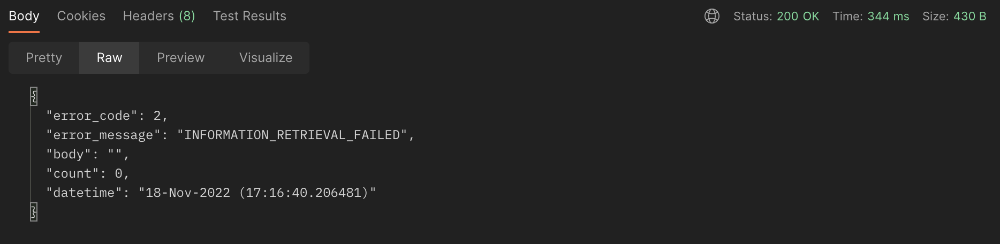 Body Cookies Headers (8) Test Results Status: 200 OK Time: 344 ms Size: 430 B
Pretty Raw Preview Visualize
{
"error_code": 2,
"error_message": "INFORMATION_RETRIEVAL_FAILED",
"body": "",
"count": 0,
"datetime": "18-Nov-2022 (17:16:40.206481)"
}